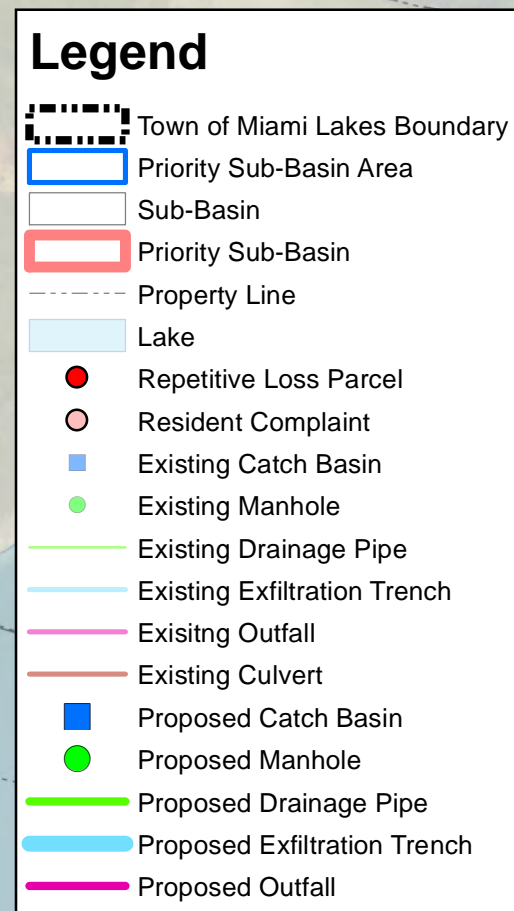 Legend
Town of Miami Lakes Boundary
Priority Sub-Basin Area
Sub-Basin
Priority Sub-Basin
Property Line
Lake
Repetitive Loss Parcel
Resident Complaint
Existing Catch Basin
Existing Manhole
Existing Drainage Pipe
Existing Exfiltration Trench
Exisitng Outfall
Existing Culvert
Proposed Catch Basin
Proposed Manhole
Proposed Drainage Pipe
Proposed Exfiltration Trench
Proposed Outfall